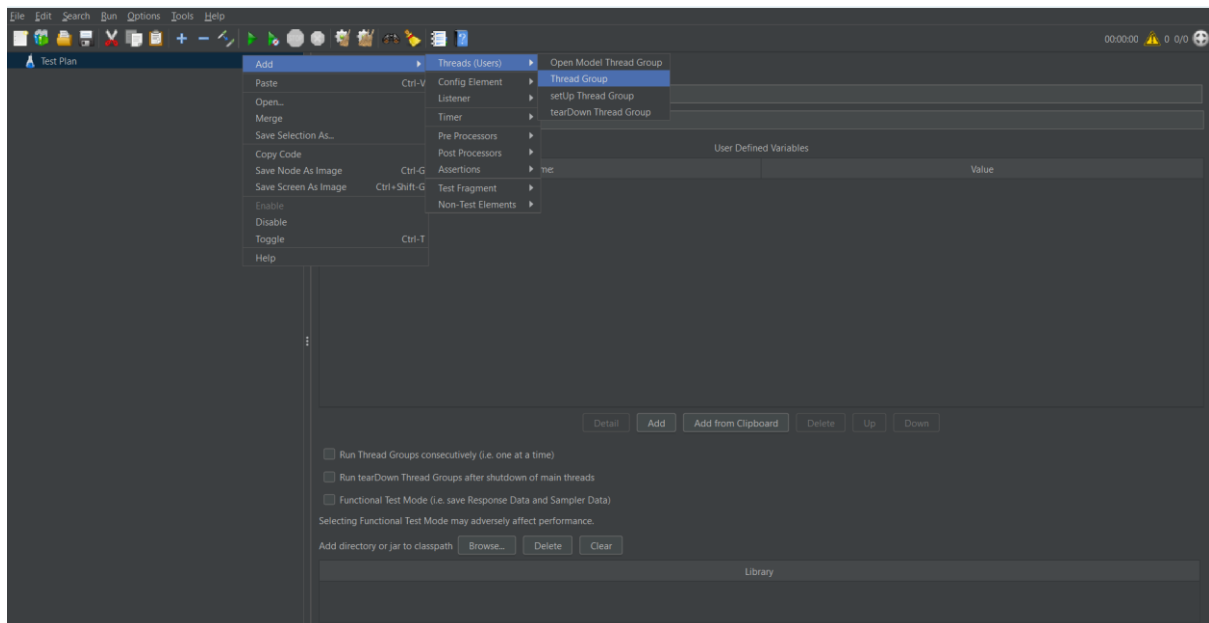 File Edit Search Run Options Tools Help
00:00:00 0 0/0
Test Plan
Add
Paste Ctrl-V
Open...
Merge
Save Selection As...
Copy Code
Save Node As Image Ctrl-G
Save Screen As Image Ctrl+Shift-G
Enable
Disable
Toggle Ctrl-T
Help
Threads (Users)
Config Element
Listener
Timer
Pre Processors
Post Processors
Assertions
Test Fragment
Non-Test Elements
Open Model Thread Group
Thread Group
setUp Thread Group
tearDown Thread Group
User Defined Variables
me: Value
Detail Add Add from Clipboard Delete Up Down
Run Thread Groups consecutively (i.e. one at a time)
Run tearDown Thread Groups after shutdown of main threads
Functional Test Mode (i.e. save Response Data and Sampler Data)
Selecting Functional Test Mode may adversely affect performance.
Add directory or jar to classpath Browse... Delete Clear
Library